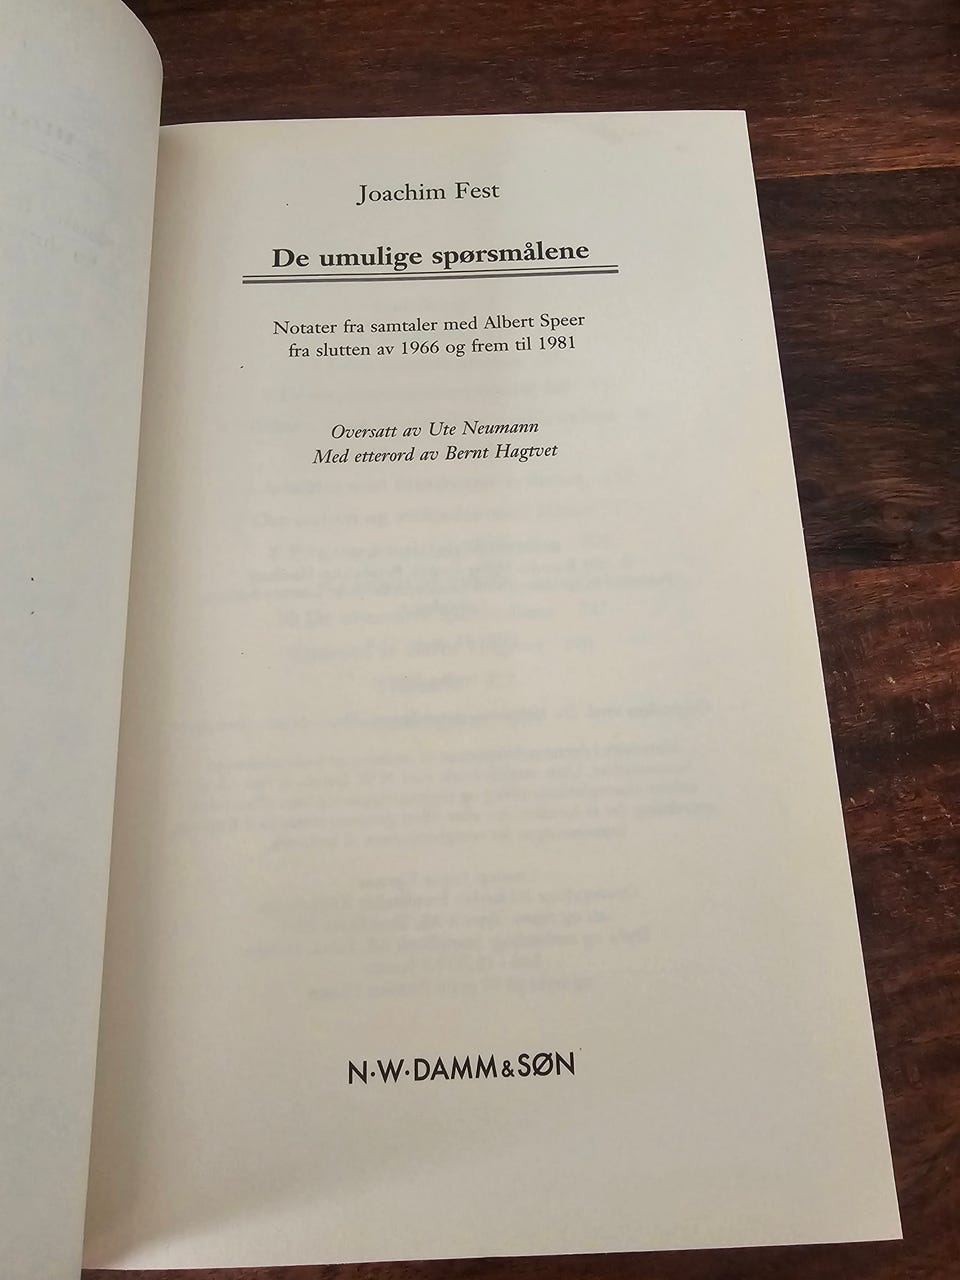 Joachim Fest
De umulige spørsmålene
Notater fra samtaler med Albert Speer
fra slutten av 1966 og frem til 1981
Oversatt av Ute Neumann
Med etterord av Bernt Hagtvet
N·W·DAMM&SØN